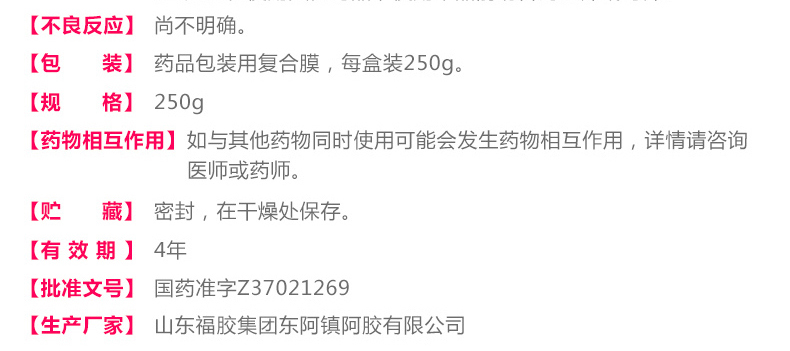 【不良反应】 尚不明确。
【包 装】 药品包装用复合膜，每盒装250g。
【规 格】 250g
【药物相互作用】如与其他药物同时使用可能会发生药物相互作用，详情请咨询
医师或药师。
【贮 藏】 密封，在干燥处保存。
【有 效 期 】 4年
【批准文号】 国药准字Z37021269
【生产厂家】 山东福胶集团东阿镇阿胶有限公司